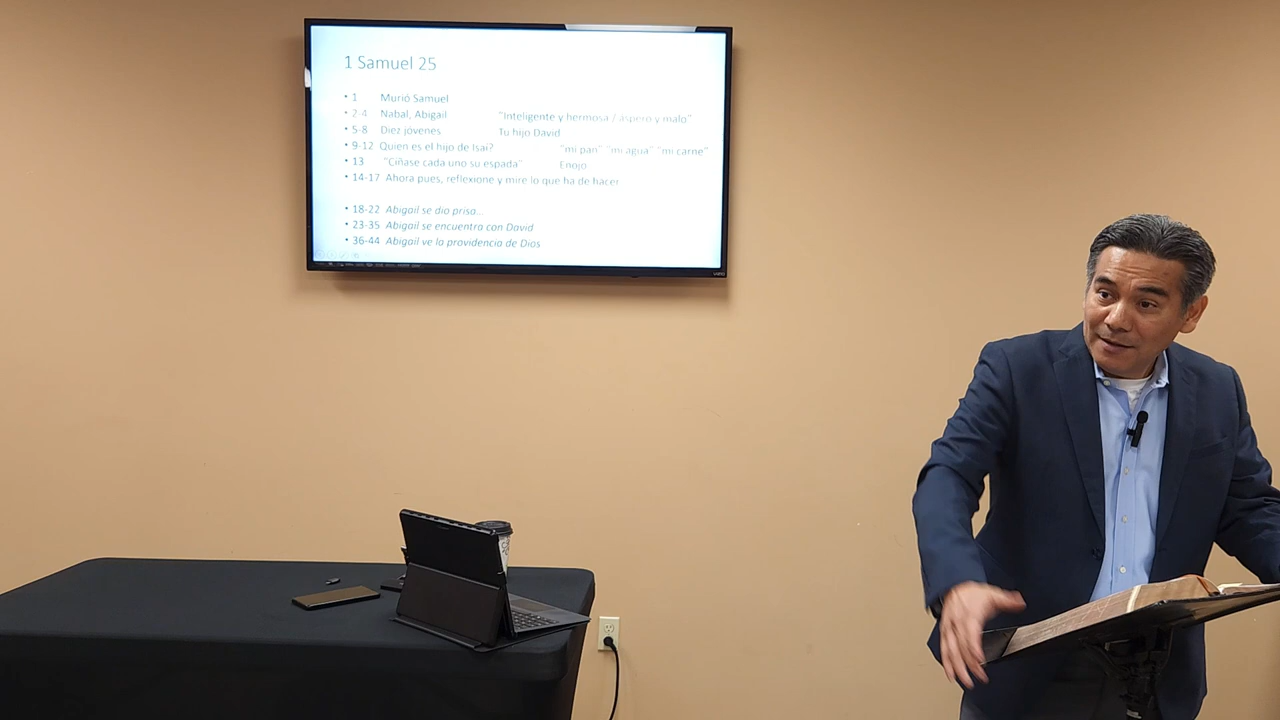 1 Samuel 25
• 1 Murió Samuel
• 2-4 Nabal, Abigail "Inteligente y hermosa / aspero y malo"
• 5-8 Diez jóvenes Tu hijo David
• 9-12 Quien es el hijo de Isaí? "mi pan" "mi agua" "mi carne"
• 13 "Cíñase cada uno su espada" Enojo
• 14-17 Ahora pues, reflexione y mire lo que ha de hacer
• 18-22 Abigail se dio prisa...
• 23-35 Abigail se encuentra con David
• 36-44 Abigail ve la providencia de Dios